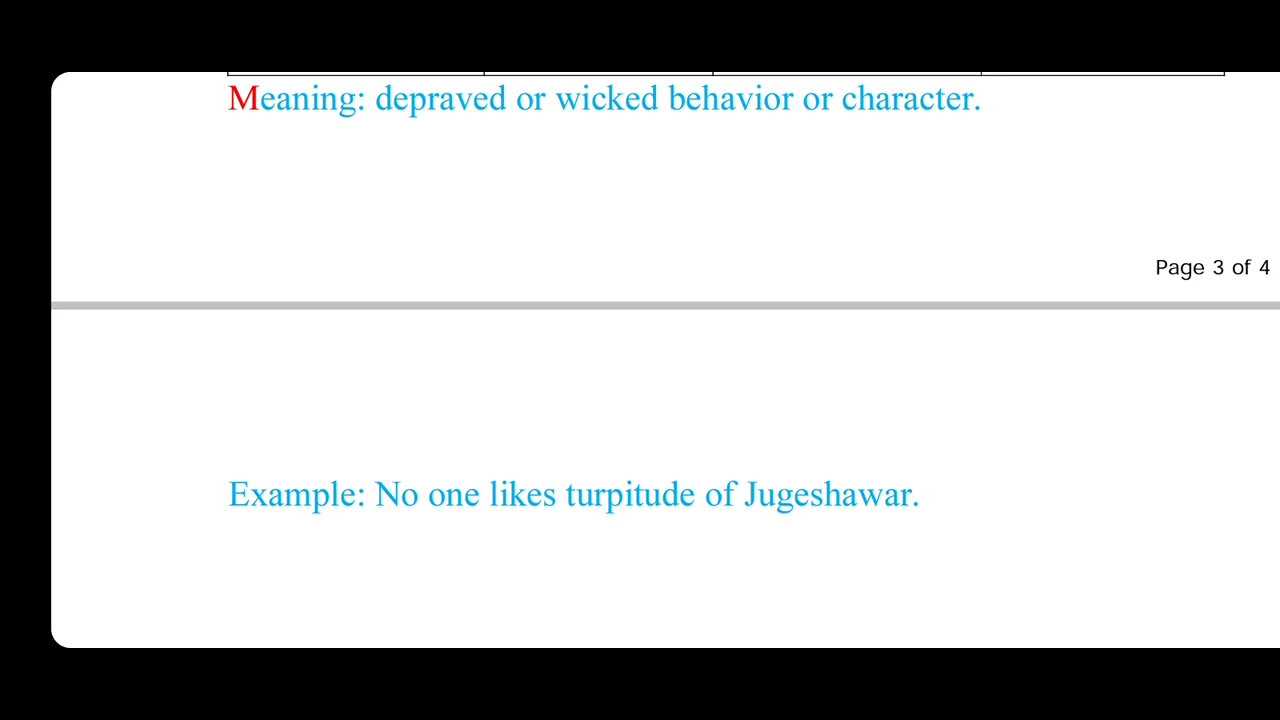 Meaning: depraved or wicked behavior or character.
Page 3 of 4
Example: No one likes turpitude of Jugeshawar.